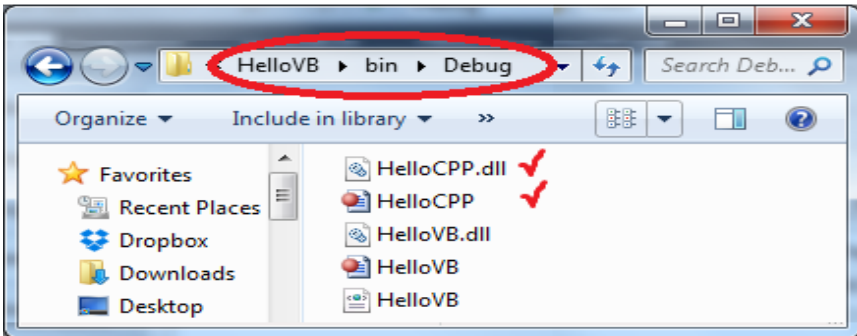 HelloVB ▸ bin ▸ Debug
Search Deb...
Organize
Include in library
»
Favorites
Recent Places
Dropbox
Downloads
Desktop
HelloCPP.dll
HelloCPP
HelloVB.dll
HelloVB
HelloVB